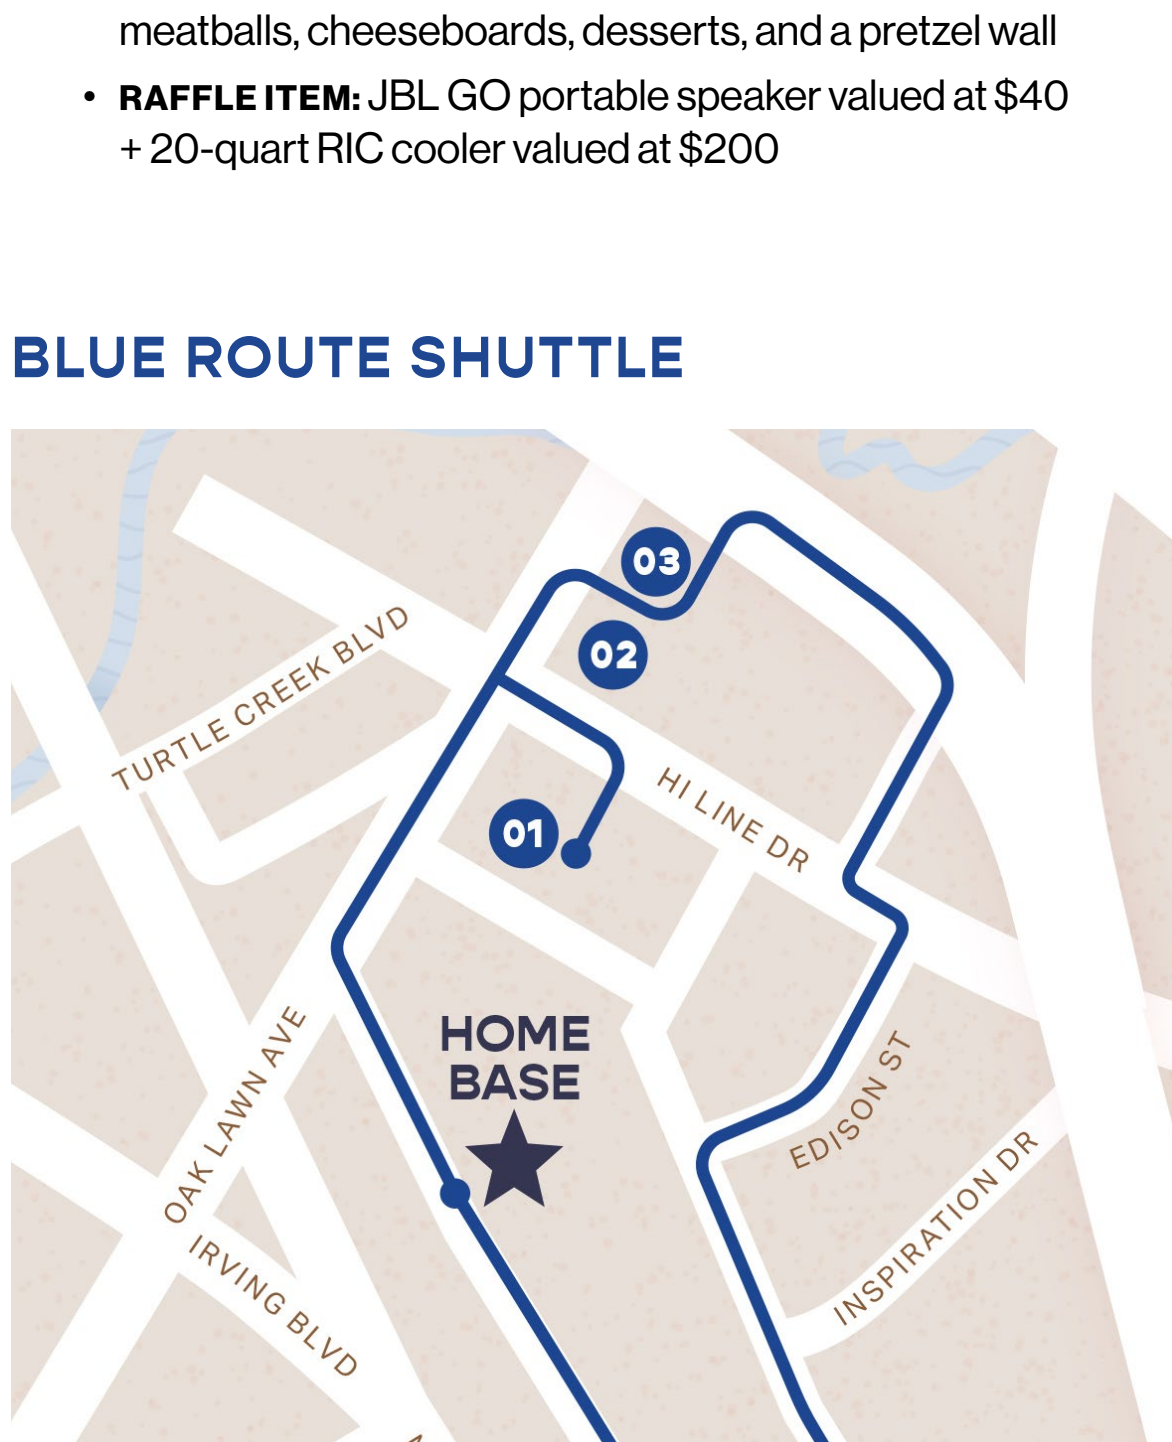 meatballs, cheeseboards, desserts, and a pretzel wall
• RAFFLE ITEM: JBL GO portable speaker valued at $40
+ 20-quart RIC cooler valued at $200
BLUE ROUTE SHUTTLE
03
02
TURTLE CREEK BLVD
HI LINE DR
01
HOME
BASE
OAK LAWN AVE
EDISON ST
INSPIRATION DR
IRVING BLVD